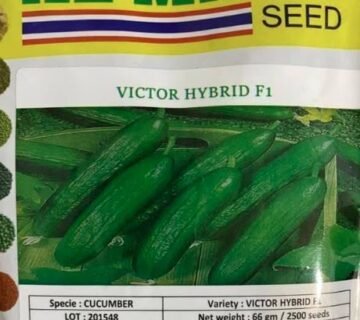 SEED
VICTOR HYBRID F1
Specie : CUCUMBER
Variety : VICTOR HYBRID F1
LOT : 201548
Net weight : 66 gm / 2500 seeds